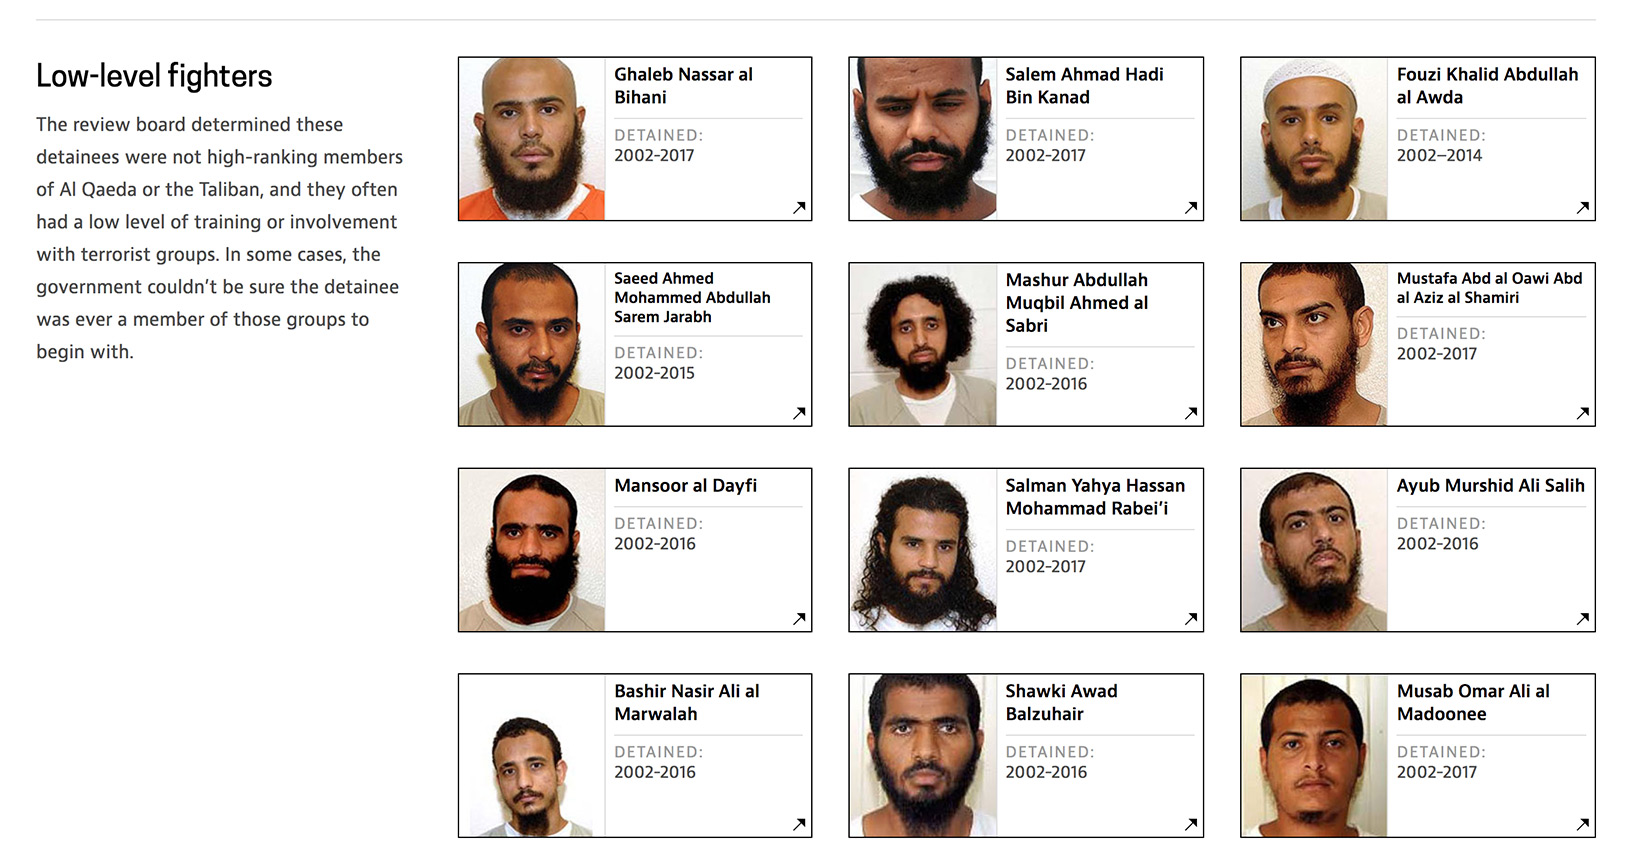 Low-level fighters
The review board determined these
detainees were not high-ranking members
of Al Qaeda or the Taliban, and they often
had a low level of training or involvement
with terrorist groups. In some cases, the
government couldn’t be sure the detainee
was ever a member of those groups to
begin with.
Ghaleb Nassar al
Bihani
DETAINED:
2002-2017
Salem Ahmad Hadi
Bin Kanad
DETAINED:
2002-2017
Fouzi Khalid Abdullah
al Awda
DETAINED:
2002–2014
Saeed Ahmed
Mohammed Abdullah
Sarem Jarabh
DETAINED:
2002-2015
Mashur Abdullah
Muqbil Ahmed al
Sabri
DETAINED:
2002-2016
Mustafa Abd al Qawi Abd
al Aziz al Shamiri
DETAINED:
2002-2017
Mansoor al Dayfi
DETAINED:
2002-2016
Salman Yahya Hassan
Mohammad Rabei’i
DETAINED:
2002-2017
Ayub Murshid Ali Salih
DETAINED:
2002-2016
Bashir Nasir Ali al
Marwalah
DETAINED:
2002-2016
Shawki Awad
Balzuhair
DETAINED:
2002-2016
Musab Omar Ali al
Madoonee
DETAINED:
2002-2017